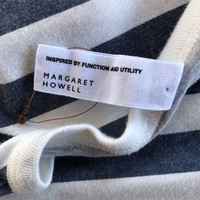 INSPIRED BY FUNCTION AND UTILITY
MARGARET
HOWELL